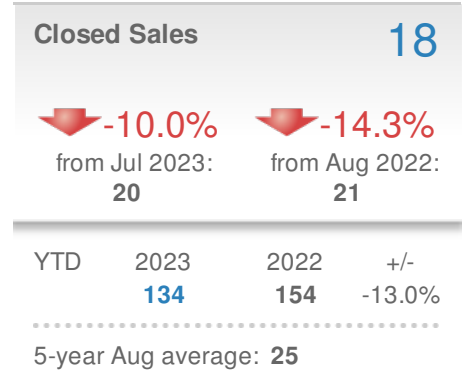 Closed Sales 18
-10.0% -14.3%
from Jul 2023: from Aug 2022:
20 21
YTD 2023 2022 +/-
134 154 -13.0%
5-year Aug average: 25